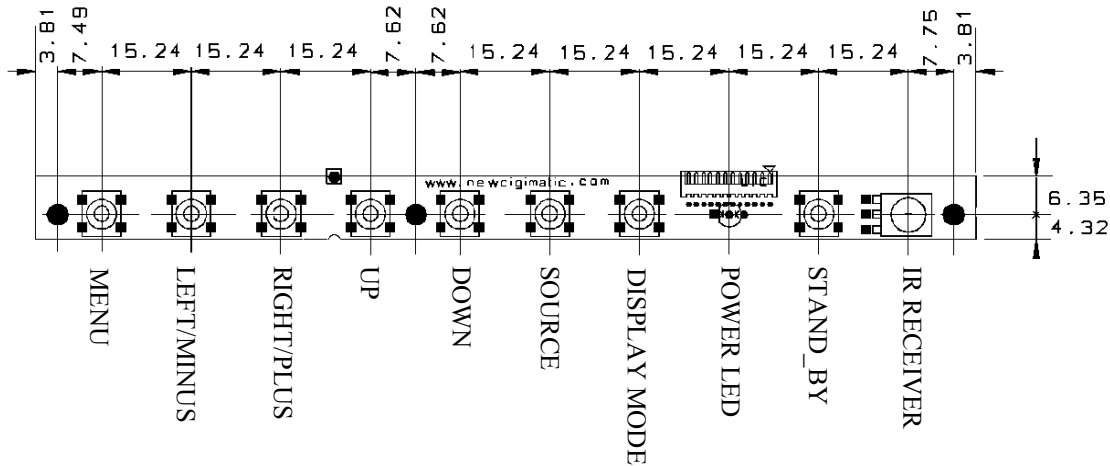 3.81
7.49
15.24
15.24
15.24
7.62
7.62
15.24
15.24
15.24
15.24
15.24
7.75
3.81
www.newcigimatic.com
6.35
4.32
MENU
LEFT/MINUS
RIGHT/PLUS
UP
DOWN
SOURCE
DISPLAY MODE
POWER LED
STAND_BY
IR RECEIVER